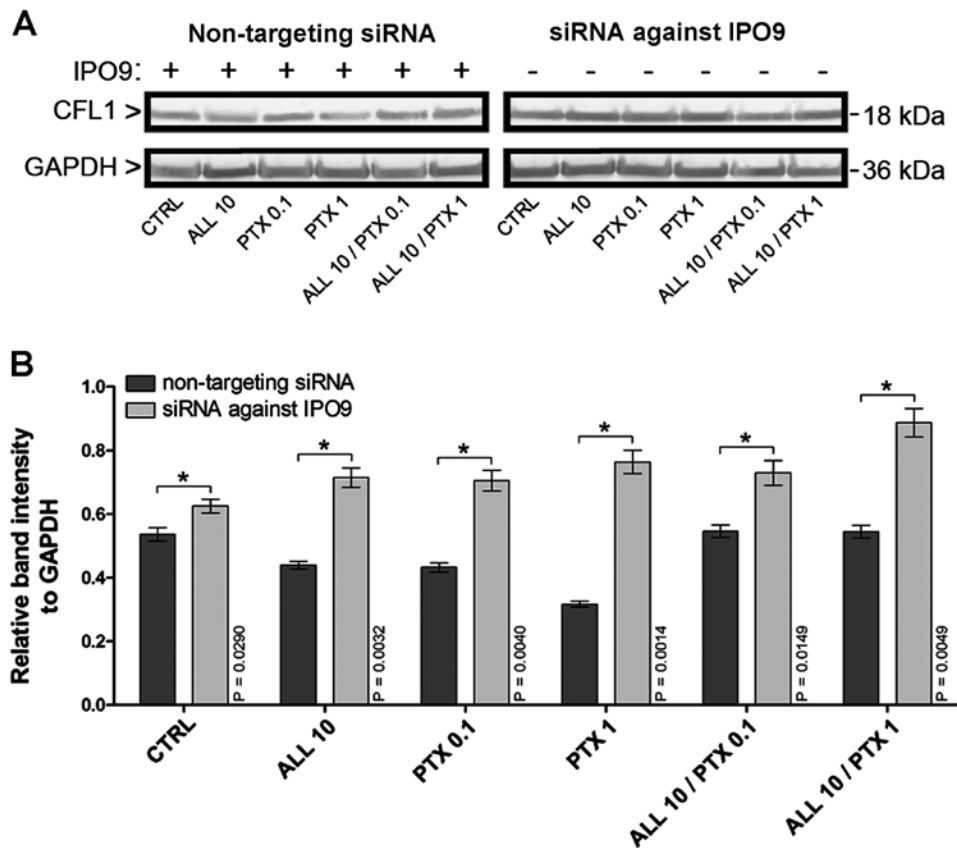 A
Non-targeting siRNA siRNA against IPO9
IPO9: + + + + + + - - - - - -
CFL1 > -18 kDa
GAPDH > -36 kDa
CTRL ALL 10 PTX 0.1 PTX 1 ALL 10 / PTX 0.1 ALL 10 / PTX 1 CTRL ALL 10 PTX 0.1 PTX 1 ALL 10 / PTX 0.1 ALL 10 / PTX 1
B
non-targeting siRNA
siRNA against IPO9
Relative band intensity
to GAPDH
1.0
0.8
0.6
0.4
0.2
0.0
* * * * * *
P = 0.0290 P = 0.0032 P = 0.0040 P = 0.0014 P = 0.0149 P = 0.0049
CTRL ALL 10 PTX 0.1 PTX 1 ALL 10 / PTX 0.1 ALL 10 / PTX 1